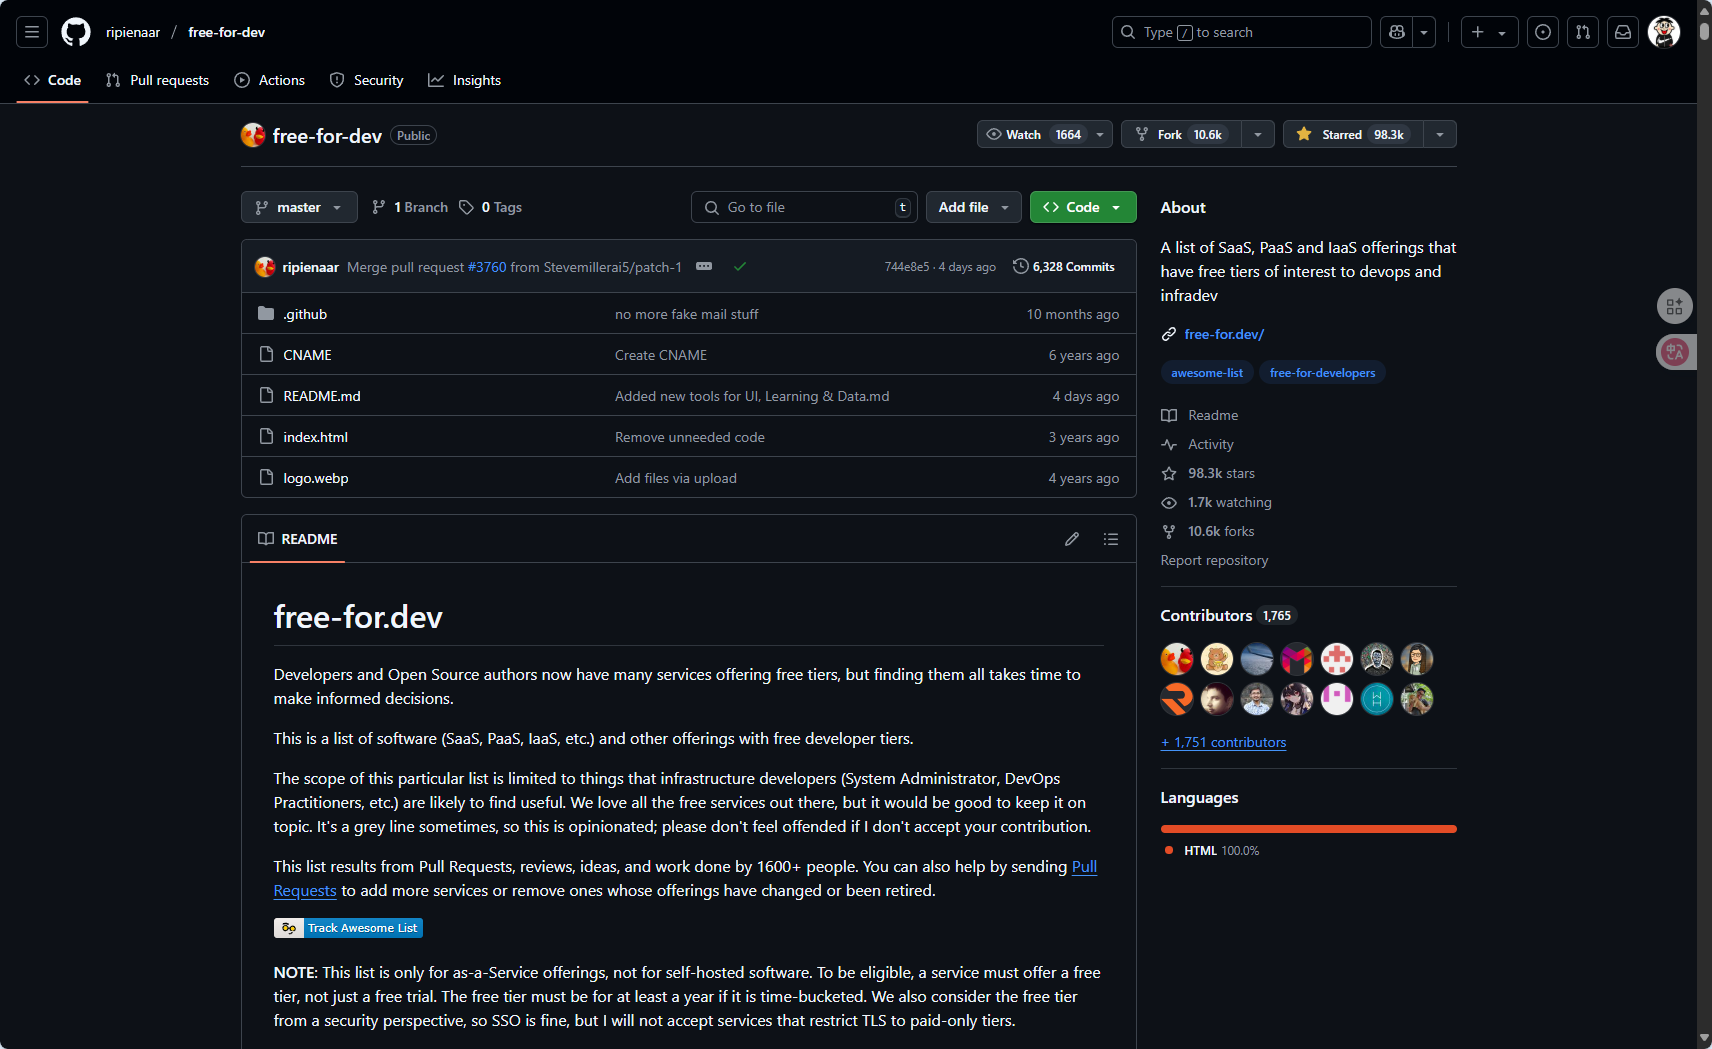 ripienaar / free-for-dev
Type / to search
Code
Pull requests
Actions
Security
Insights
free-for-dev
Public
Watch 1664
Fork 10.6k
Starred 98.3k
master
1 Branch
0 Tags
Go to file
t
Add file
Code
ripienaar Merge pull request #3760 from Stevemillerai5/patch-1
744e8e5 · 4 days ago
6,328 Commits
.github
no more fake mail stuff
10 months ago
CNAME
Create CNAME
6 years ago
README.md
Added new tools for UI, Learning & Data.md
4 days ago
index.html
Remove unneeded code
3 years ago
logo.webp
Add files via upload
4 years ago
README
free-for.dev
Developers and Open Source authors now have many services offering free tiers, but finding them all takes time to
make informed decisions.
This is a list of software (SaaS, PaaS, IaaS, etc.) and other offerings with free developer tiers.
The scope of this particular list is limited to things that infrastructure developers (System Administrator, DevOps
Practitioners, etc.) are likely to find useful. We love all the free services out there, but it would be good to keep it on
topic. It's a grey line sometimes, so this is opinionated; please don't feel offended if I don't accept your contribution.
This list results from Pull Requests, reviews, ideas, and work done by 1600+ people. You can also help by sending Pull
Requests to add more services or remove ones whose offerings have changed or been retired.
Track Awesome List
NOTE: This list is only for as-a-Service offerings, not for self-hosted software. To be eligible, a service must offer a free
tier, not just a free trial. The free tier must be for at least a year if it is time-bucketed. We also consider the free tier
from a security perspective, so SSO is fine, but I will not accept services that restrict TLS to paid-only tiers.
About
A list of SaaS, PaaS and IaaS offerings that
have free tiers of interest to devops and
infradev
free-for.dev/
awesome-list
free-for-developers
Readme
Activity
98.3k stars
1.7k watching
10.6k forks
Report repository
Contributors 1,765
+ 1,751 contributors
Languages
HTML 100.0%